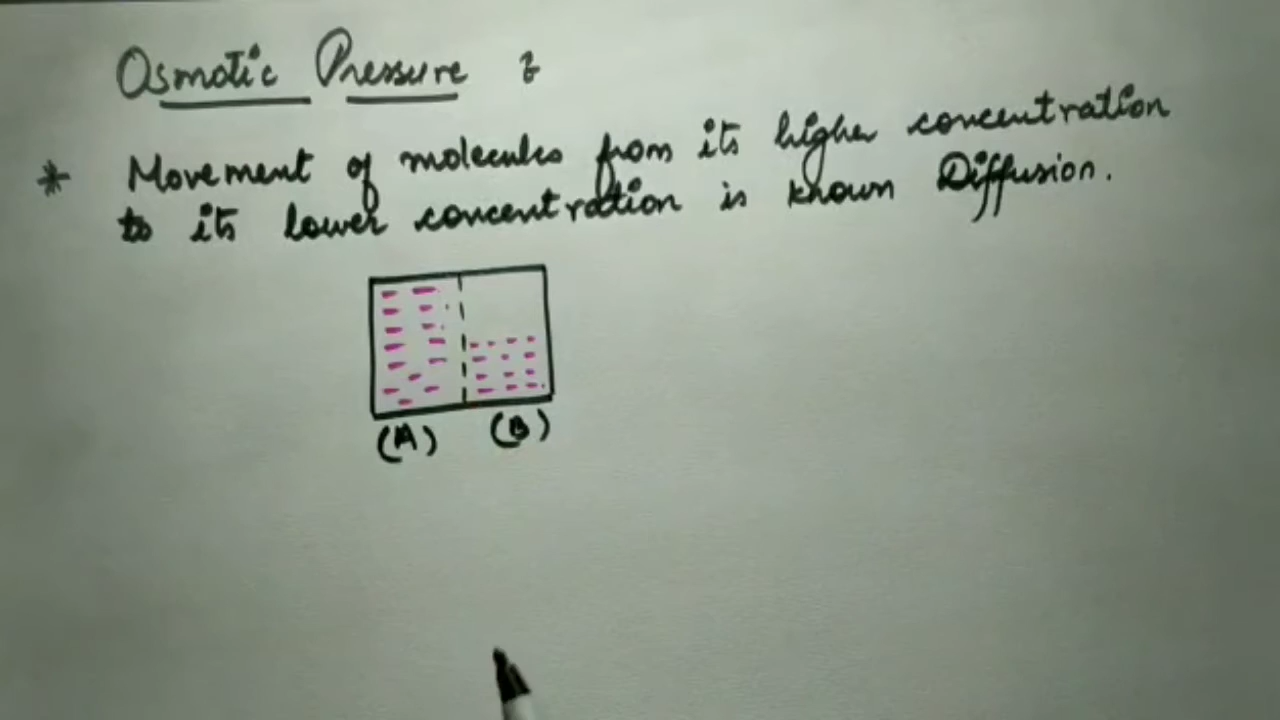 Osmotic Pressure :
* Movement of molecules from its higher concentration
to its lower concentration is known Diffusion.
(A) (B)